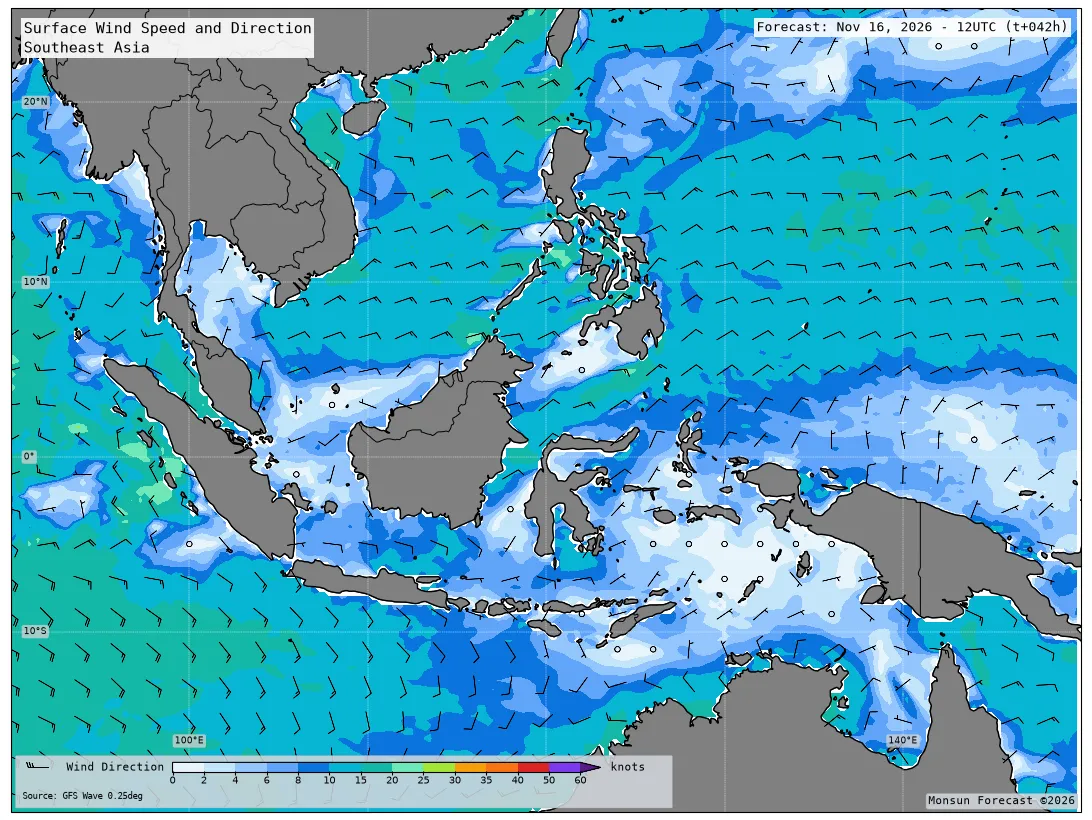 Surface Wind Speed and Direction
Southeast Asia
Forecast: Nov 16, 2026 - 12UTC (t+042h)
20°N
10°N
0°
10°S
100°E
140°E
Wind Direction
0 2 4 6 8 10 15 20 25 30 35 40 50 60
knots
Source: GFS Wave 0.25deg
Monsun Forecast ©2026